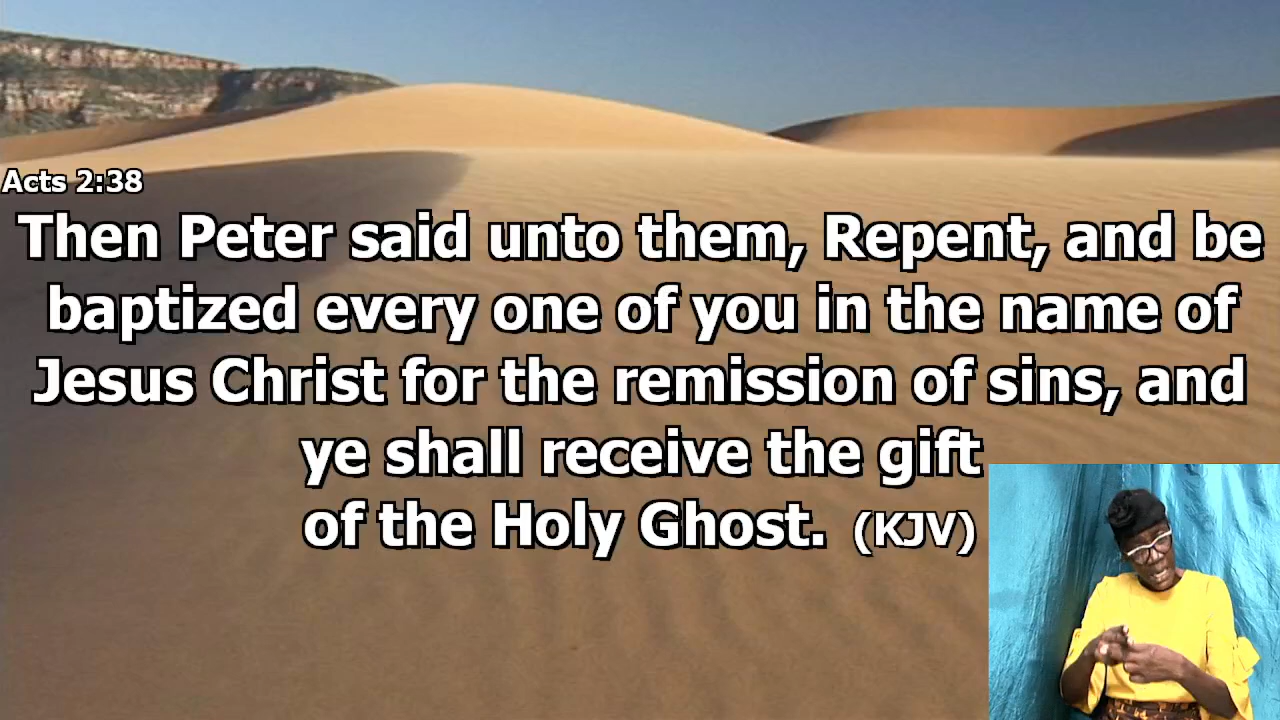 Acts 2:38
Then Peter said unto them, Repent, and be
baptized every one of you in the name of
Jesus Christ for the remission of sins, and
ye shall receive the gift
of the Holy Ghost. (KJV)